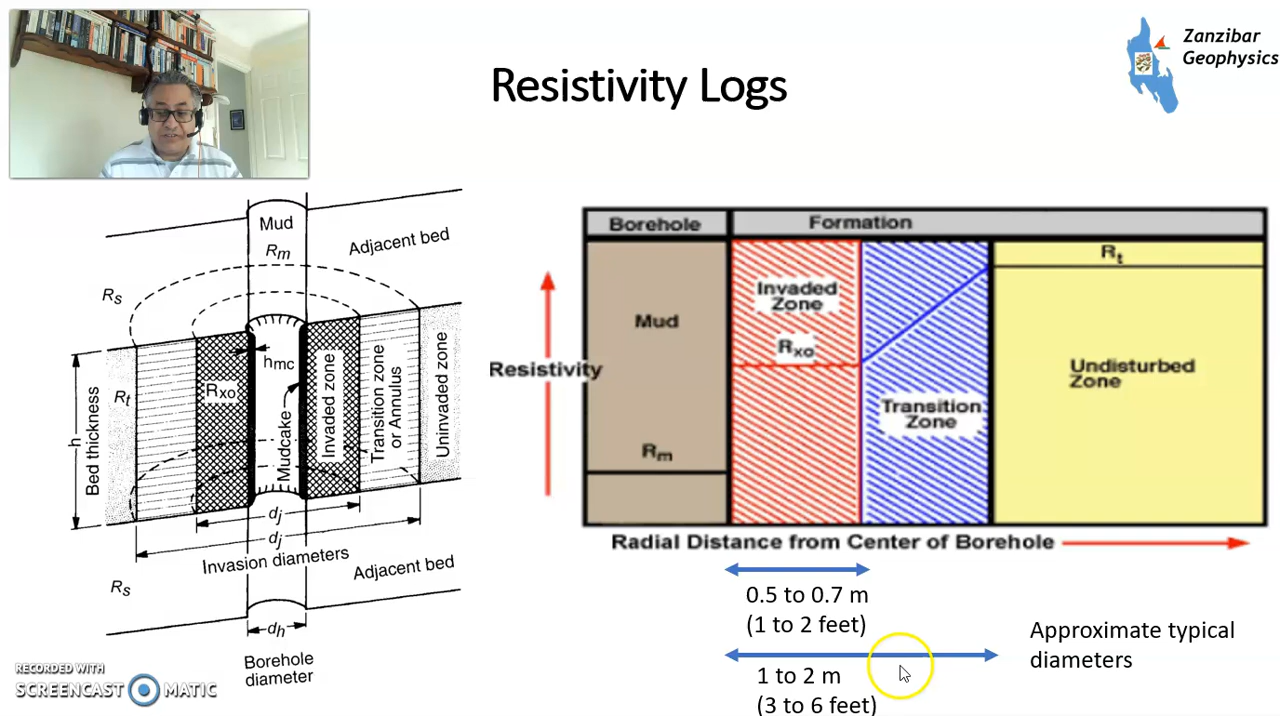 Resistivity Logs
Zanzibar
Geophysics
Mud
Rm
Adjacent bed
Rs
hmc
Rxo
Rt
h
Bed thickness
Mudcake
Invaded zone
Transition zone
or Annulus
Uninvaded zone
dj
dj
Invasion diameters
Rs
Adjacent bed
dh
Borehole
diameter
RECORDED WITH
SCREENCAST MATIC
Borehole
Formation
Rt
Invaded
Zone
Mud
Rxo
Resistivity
Undisturbed
Zone
Transition
Zone
Rm
Radial Distance from Center of Borehole
0.5 to 0.7 m
(1 to 2 feet)
1 to 2 m
(3 to 6 feet)
Approximate typical
diameters